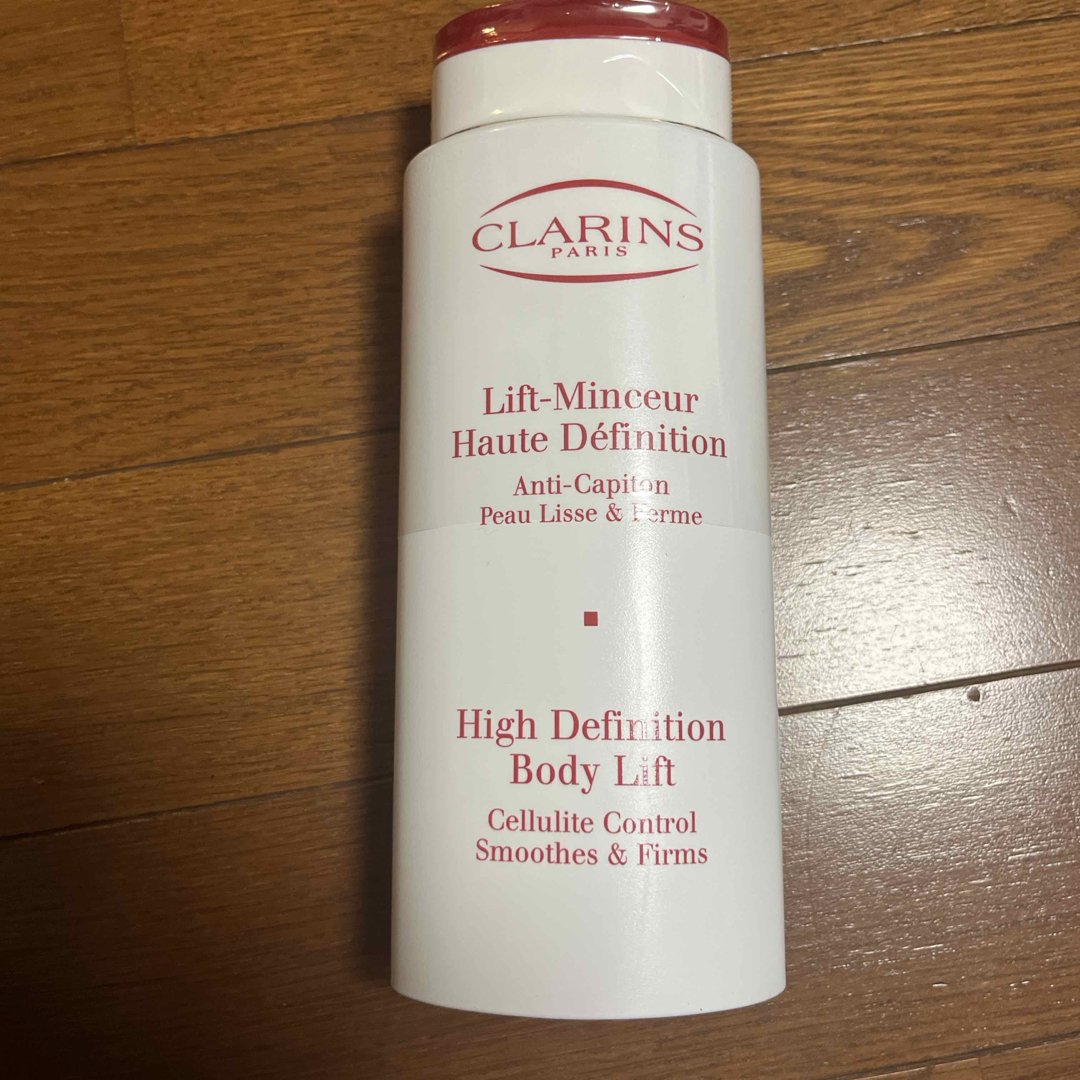 CLARINS
PARIS
Lift-Minceur
Haute Définition
Anti-Capiton
Peau Lisse & Ferme
High Definition
Body Lift
Cellulite Control
Smoothes & Firms